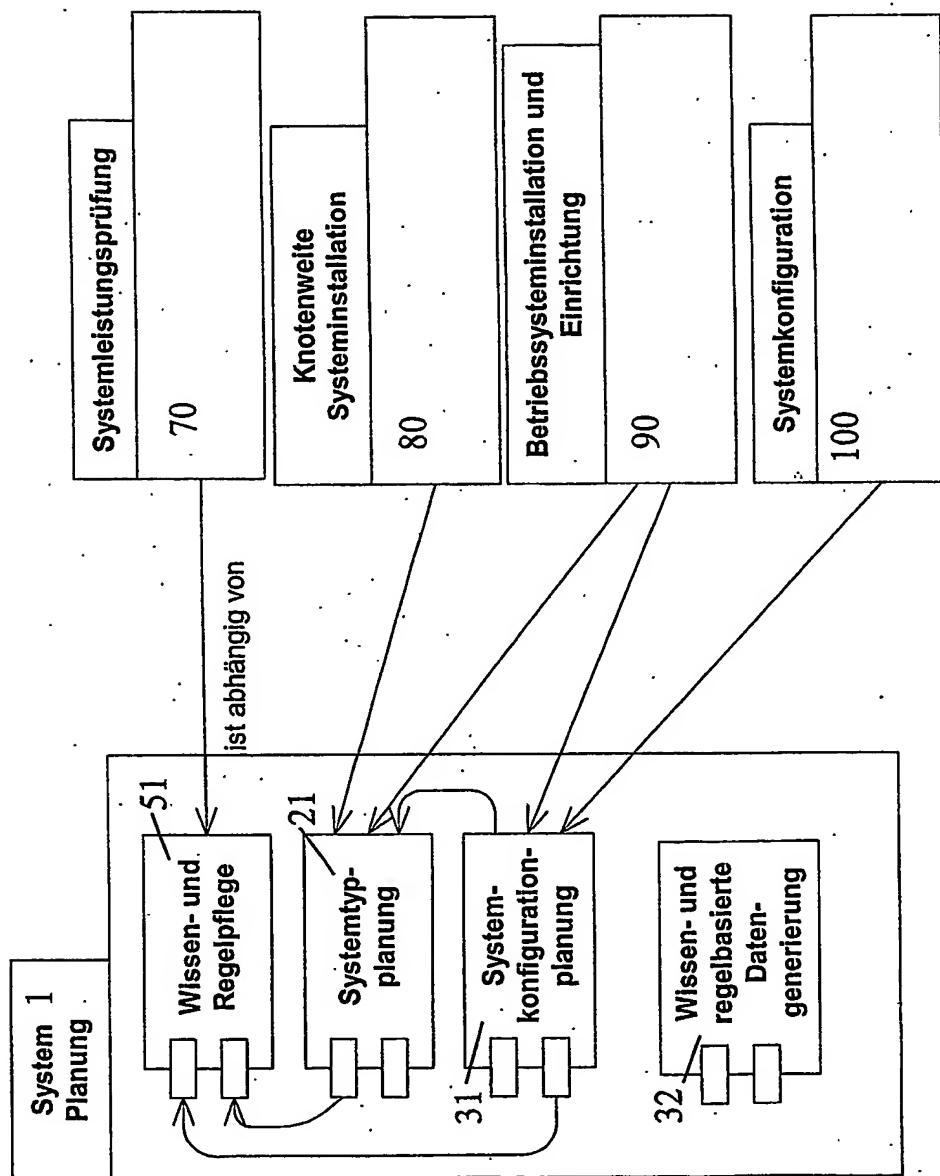 System 1
Planung
Wissen- und
Regelpflege
51
Systemtyp-
planung
21
System-
konfiguration-
planung
31
Wissen- und
regelbasierte
Daten-
generierung
32
ist abhängig von
Systemleistungsprüfung
70
Knotenweite
Systeminstallation
80
Betriebssysteminstallation und
Einrichtung
90
Systemkonfiguration
100